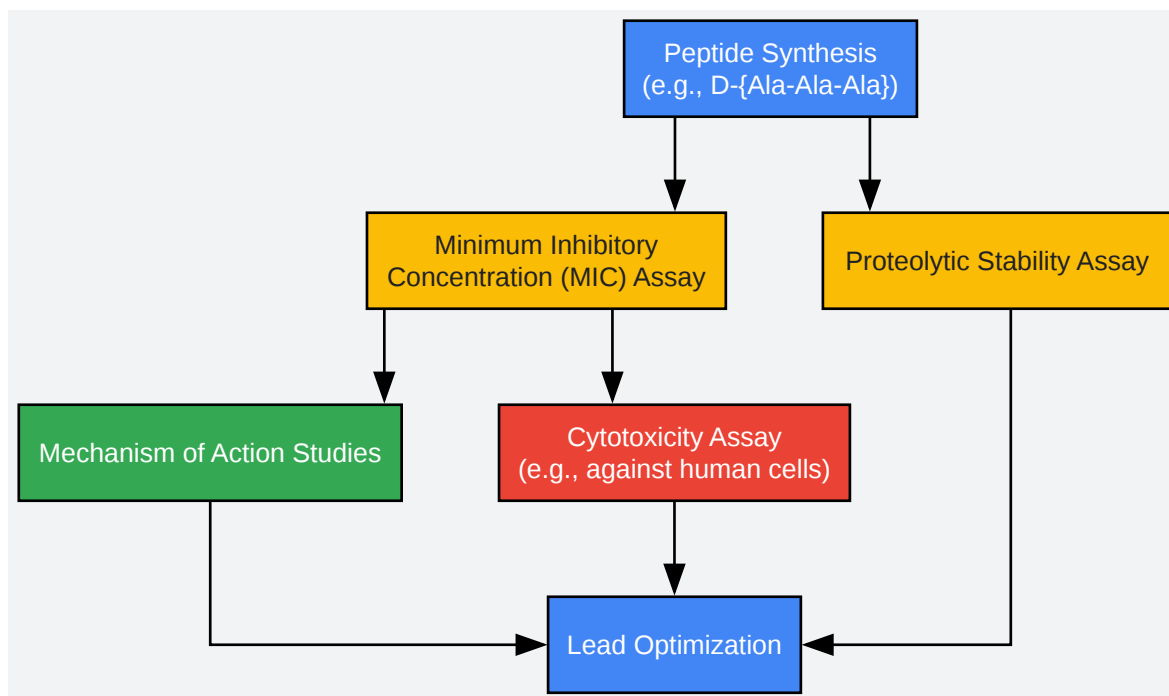 Peptide Synthesis
(e.g., D-{Ala-Ala-Ala})
Minimum Inhibitory
Concentration (MIC) Assay
Proteolytic Stability Assay
Mechanism of Action Studies
Cytotoxicity Assay
(e.g., against human cells)
Lead Optimization